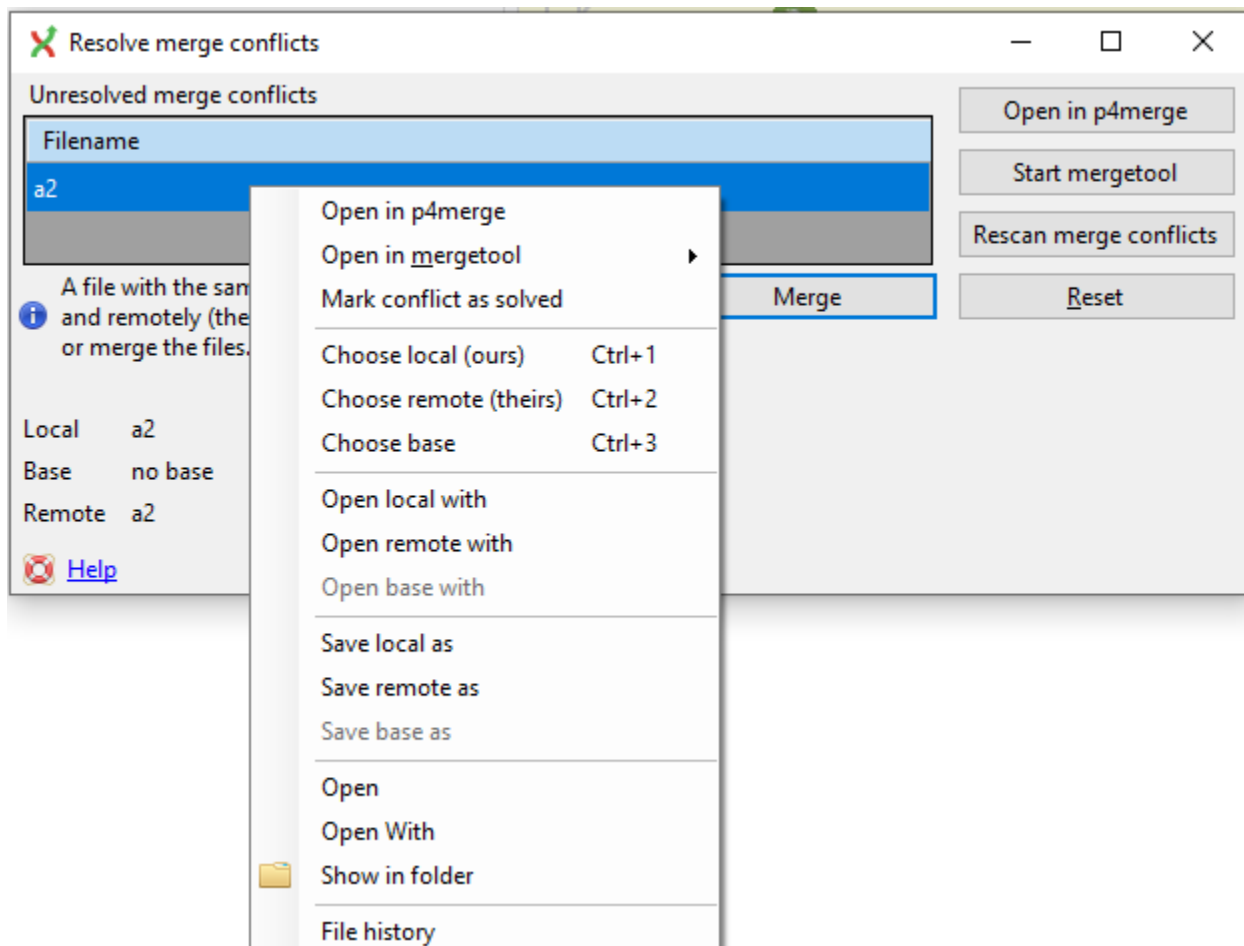 Resolve merge conflicts
Unresolved merge conflicts
Filename
a2
Open in p4merge
Start mergetool
Rescan merge conflicts
Reset
Merge
A file with the
and remotely (the
or merge the files.
Local a2
Base no base
Remote a2
Help
Open in p4merge
Open in mergetool
Mark conflict as solved
Choose local (ours) Ctrl+1
Choose remote (theirs) Ctrl+2
Choose base Ctrl+3
Open local with
Open remote with
Open base with
Save local as
Save remote as
Save base as
Open
Open With
Show in folder
File history